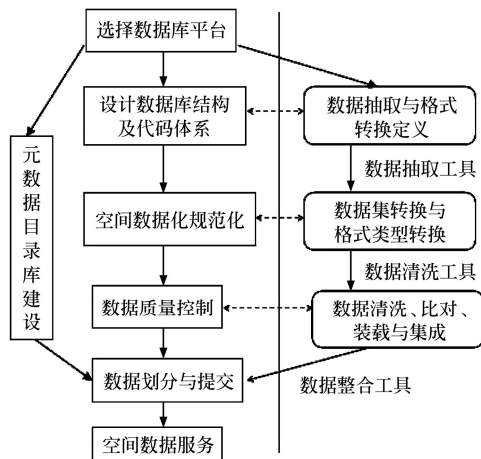 选择数据库平台
设计数据库结构
及代码体系
数据抽取与格式
转换定义
数据抽取工具
元数据目录库建设
空间数据化规范化
数据集转换与
格式类型转换
数据清洗工具
数据质量控制
数据清洗、比对、
装载与集成
数据划分与提交
数据整合工具
空间数据服务